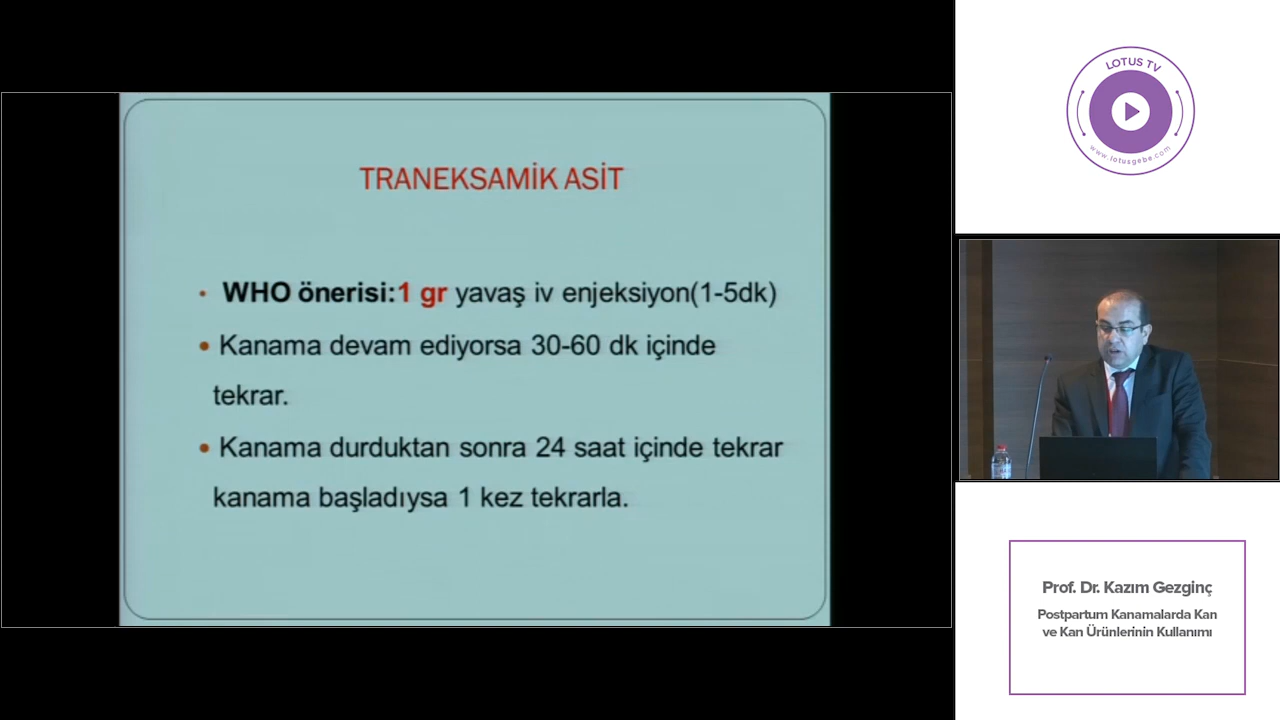 TRANEKSAMİK ASİT
• WHO önerisi:1 gr yavaş iv enjeksiyon(1-5dk)
• Kanama devam ediyorsa 30-60 dk içinde
tekrar.
• Kanama durduktan sonra 24 saat içinde tekrar
kanama başladıysa 1 kez tekrarla.
LOTUS TV
www.lotusgebe.com
Prof. Dr. Kazım Gezginç
Postpartum Kanamalarda Kan
ve Kan Ürünlerinin Kullanımı